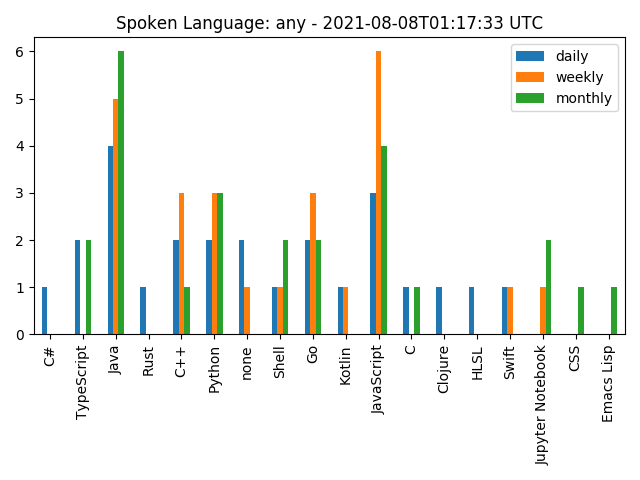 Spoken Language: any - 2021-08-08T01:17:33 UTC
daily
weekly
monthly
6
5
4
3
2
1
0
C#
TypeScript
Java
Rust
C++
Python
none
Shell
Go
Kotlin
JavaScript
C
Clojure
HLSL
Swift
Jupyter Notebook
CSS
Emacs Lisp